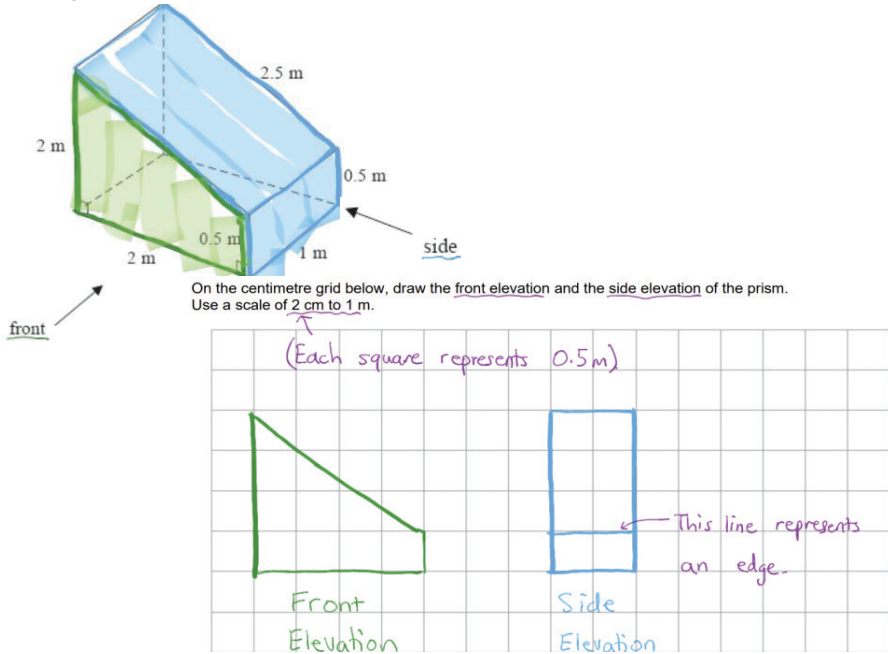 2.5 m
2 m
0.5 m
0.5 m
side
1 m
2 m
On the centimetre grid below, draw the front elevation and the side elevation of the prism.
Use a scale of 2 cm to 1 m.
front
(Each square represents 0.5m)
This line represents
an edge.
Front
Elevation
Side
Elevation